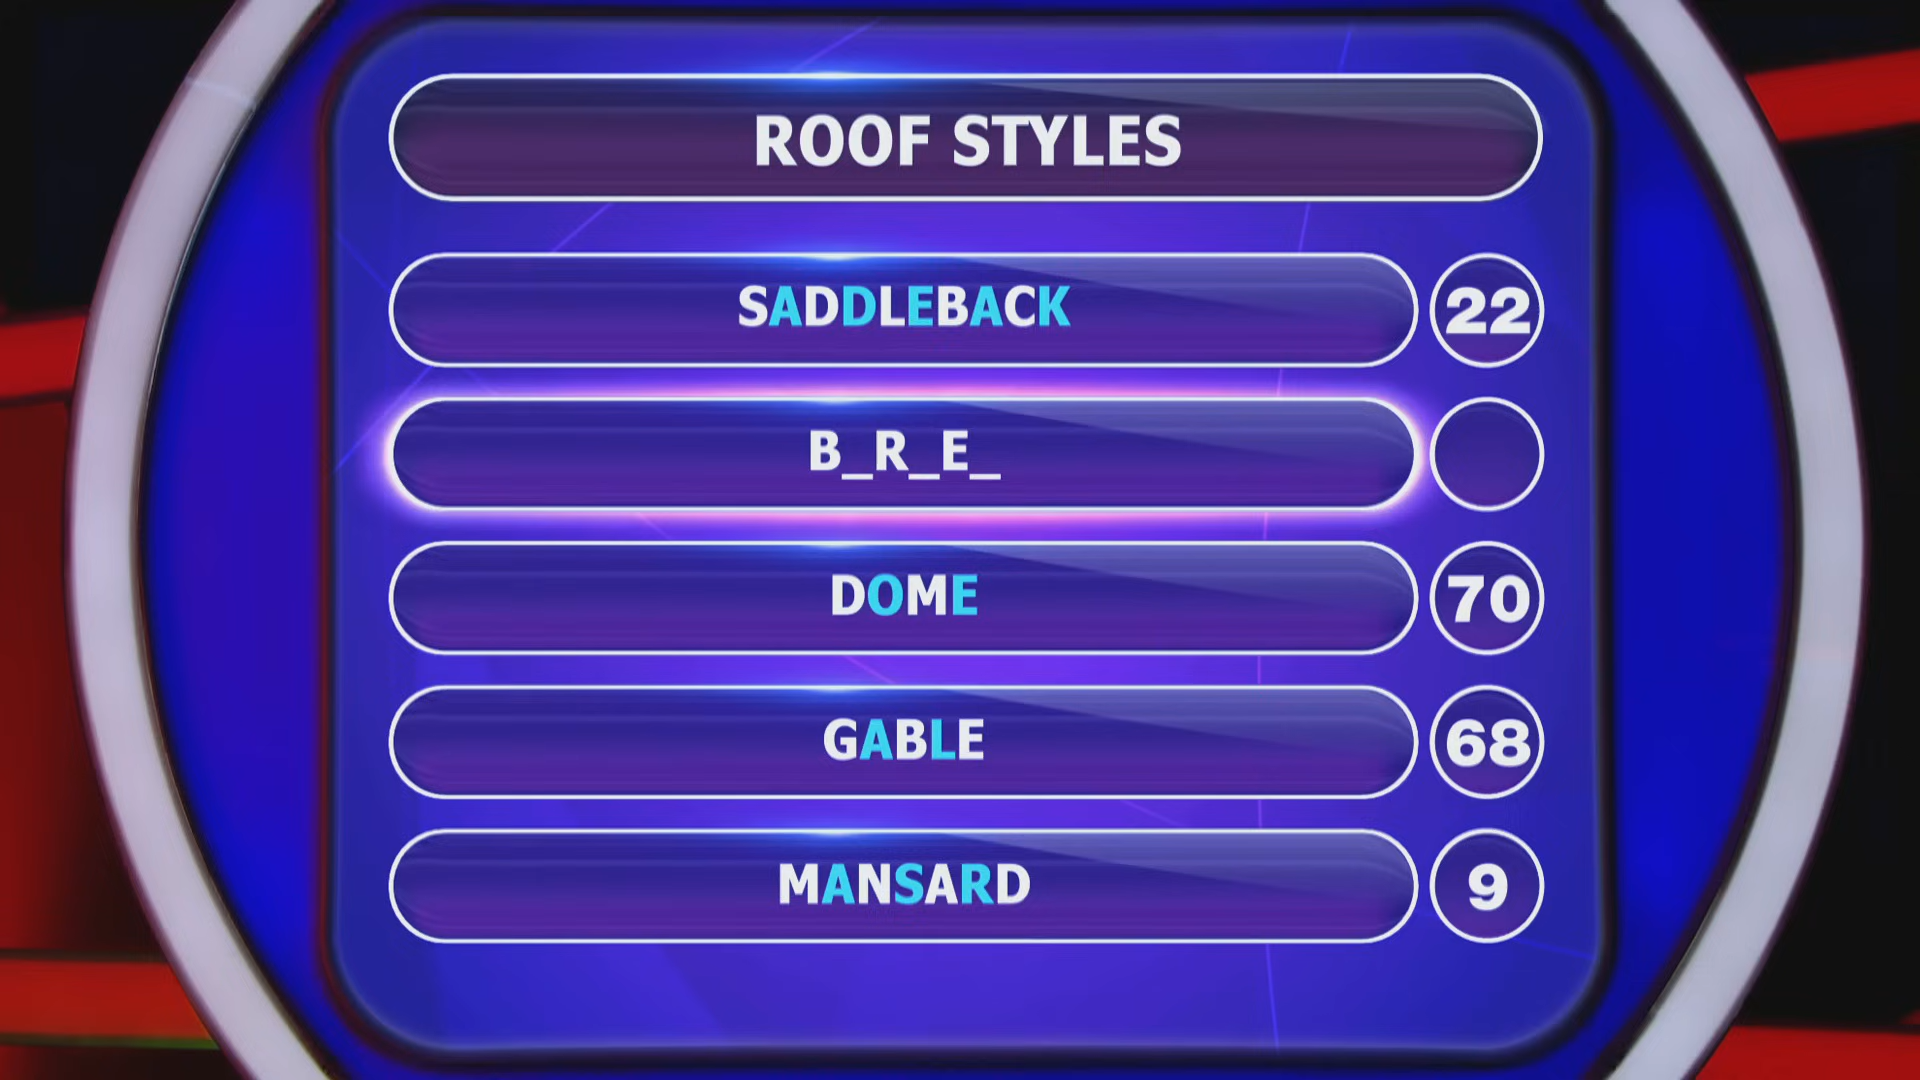 ROOF STYLES
SADDLEBACK 22
B_R_E_
DOME 70
GABLE 68
MANSARD 9